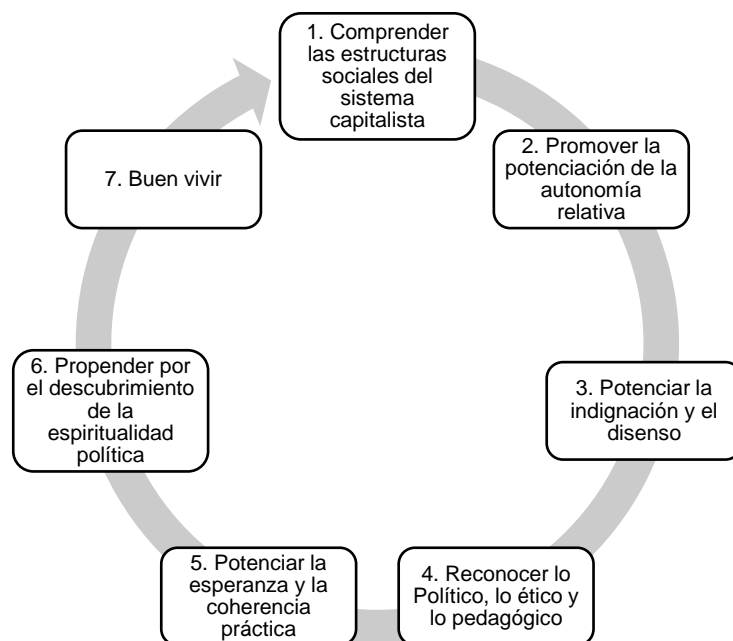 1. Comprender
las estructuras
sociales del
sistema
capitalista
2. Promover la
potenciación de la
autonomía
relativa
3. Potenciar la
indignación y el
disenso
4. Reconocer lo
Político, lo ético y
lo pedagógico
5. Potenciar la
esperanza y la
coherencia
práctica
6. Propender por
el descubrimiento
de la
espiritualidad
política
7. Buen vivir